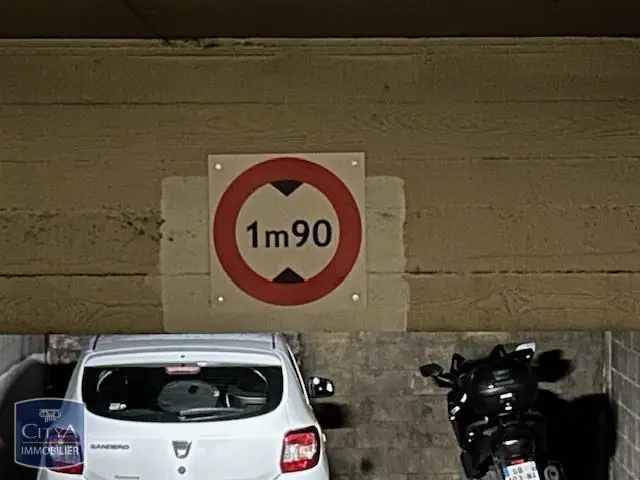 1m90
SANDERO
CITYA
IMMOBILIER